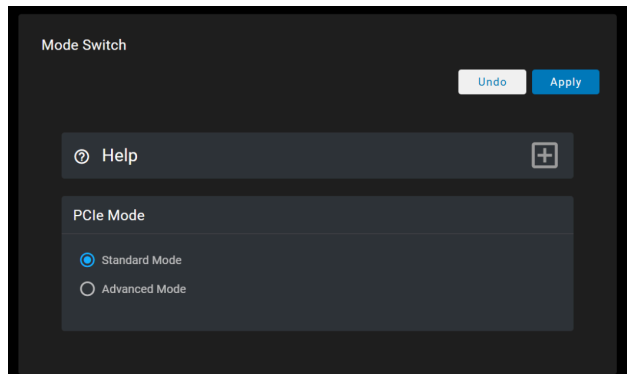 Mode Switch
Undo
Apply
Help
PCIe Mode
Standard Mode
Advanced Mode